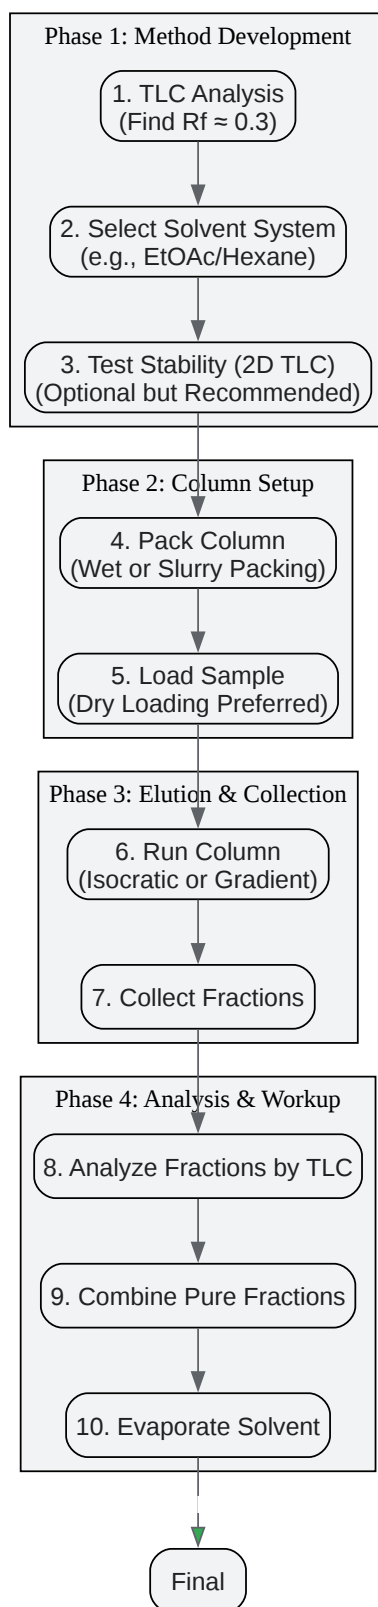 Phase 1: Method Development
1. TLC Analysis
(Find Rf ≈ 0.3)
2. Select Solvent System
(e.g., EtOAc/Hexane)
3. Test Stability (2D TLC)
(Optional but Recommended)
Phase 2: Column Setup
4. Pack Column
(Wet or Slurry Packing)
5. Load Sample
(Dry Loading Preferred)
Phase 3: Elution & Collection
6. Run Column
(Isocratic or Gradient)
7. Collect Fractions
Phase 4: Analysis & Workup
8. Analyze Fractions by TLC
9. Combine Pure Fractions
10. Evaporate Solvent
Final